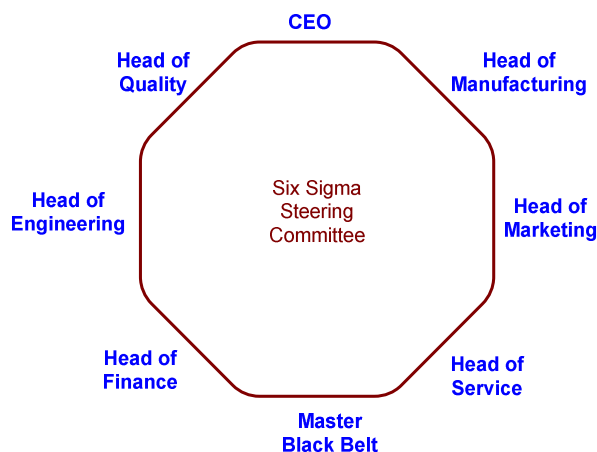 CEO
Head of
Quality
Head of
Manufacturing
Head of
Engineering
Six Sigma
Steering
Committee
Head of
Marketing
Head of
Finance
Head of
Service
Master
Black Belt